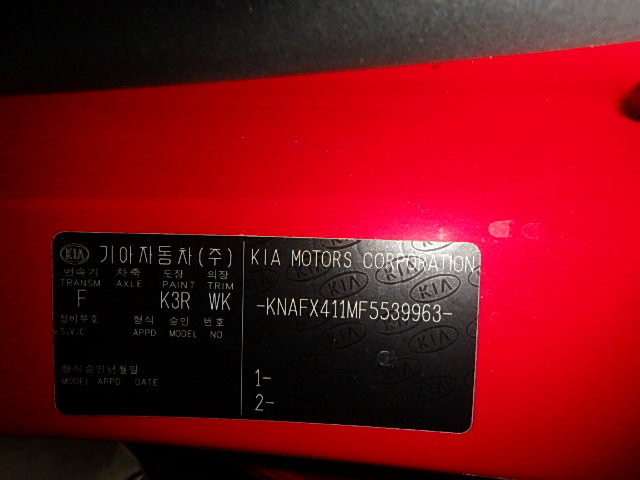 KIA 기아자동차(주)
변속기 차축 도장 의장
TRANSM AXLE PAINT TRIM
F K3R WK
정비부호 형식 승인 번호
S.V.C APPD MODEL NO
형식승인년월일
MODEL APPD DATE
KIA MOTORS CORPORATION
-KNAFX411MF5539963-
1-
2-